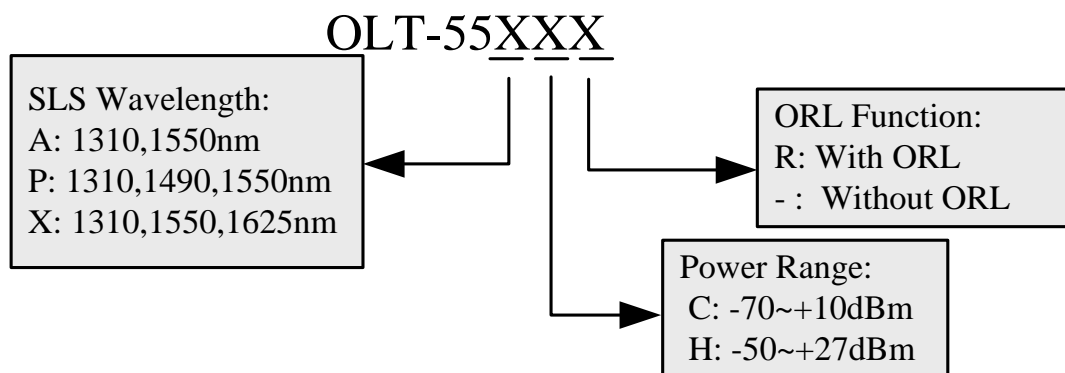 OLT-55XXX
SLS Wavelength:
A: 1310,1550nm
P: 1310,1490,1550nm
X: 1310,1550,1625nm
ORL Function:
R: With ORL
- : Without ORL
Power Range:
C: -70~+10dBm
H: -50~+27dBm